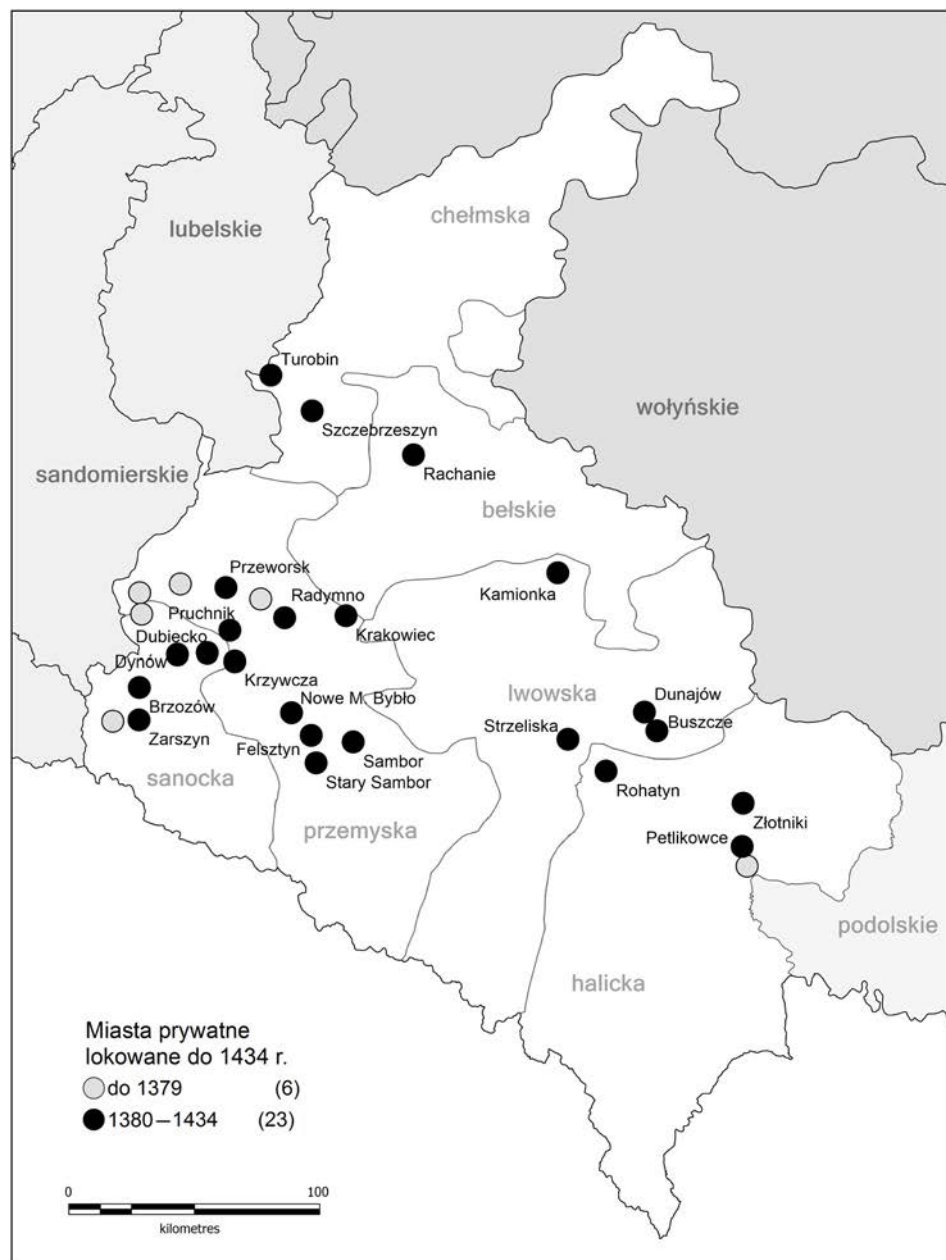 chełmska
lubelskie
Turobin
wołyńskie
Szczebrzeszyn
Rachanie
sandomierskie
bełskie
Przeworsk
Kamionka
Radymno
Pruchnik
Krakowiec
Dubiecko
Dynów
Krzywcza
Nowe M. Bybło
lwowska
Dunajów
Brzozów
Buszcze
Strzeliska
Zarszyn
Felsztyn
Sambor
sanocka
Stary Sambor
Rohatyn
Złotniki
przemyska
Petlikowce
podolskie
halicka
Miasta prywatne
lokowane do 1434 r.
do 1379 (6)
1380—1434 (23)
0 100
kilometres